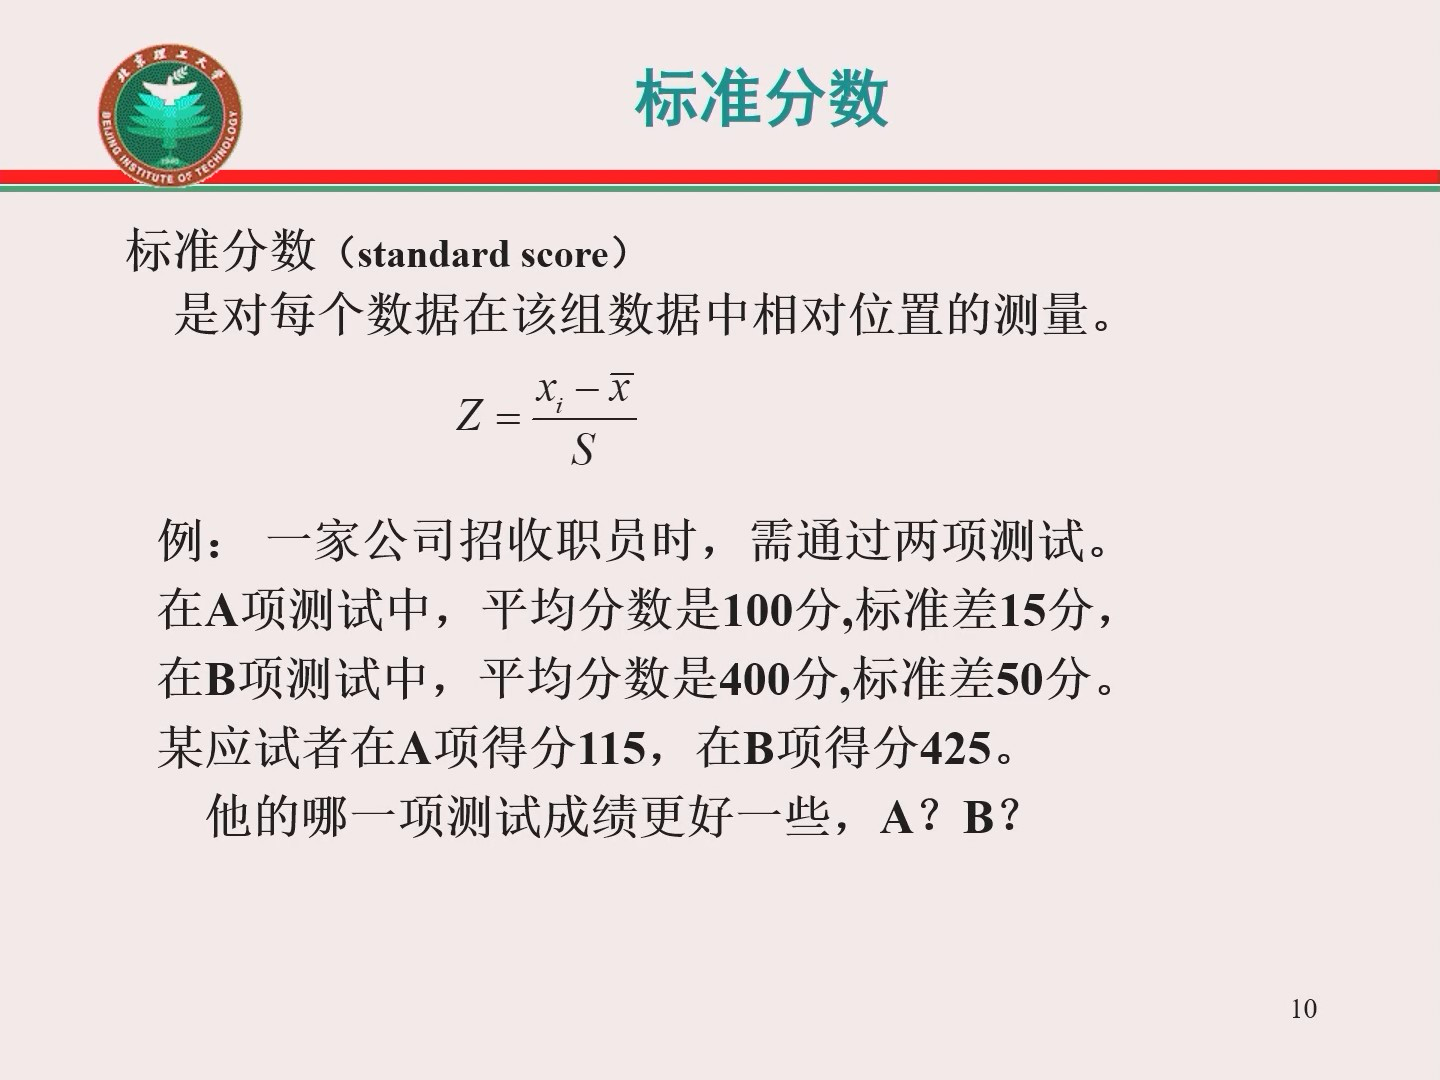 北京理工大学
BEIJING INSTITUTE OF TECHNOLOGY
1940
标准分数
标准分数（standard score）
是对每个数据在该组数据中相对位置的测量。
Z = (x_i − x̅) / S
例： 一家公司招收职员时，需通过两项测试。
在A项测试中，平均分数是100分,标准差15分，
在B项测试中，平均分数是400分,标准差50分。
某应试者在A项得分115，在B项得分425。
他的哪一项测试成绩更好一些，A？B？
10